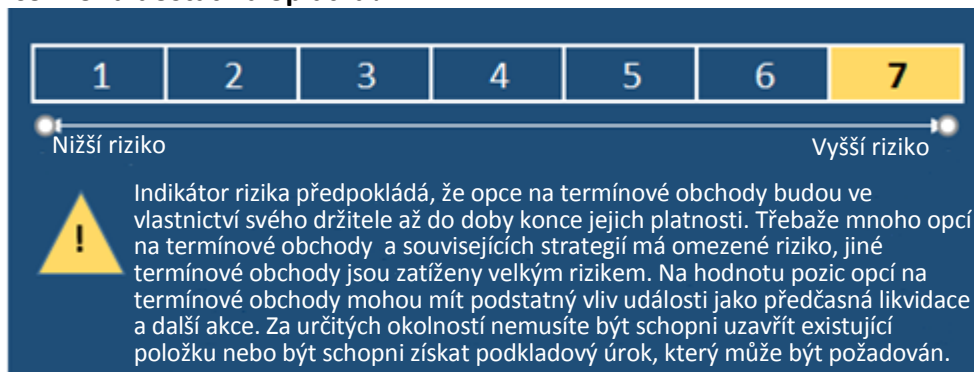 1 2 3 4 5 6 7
Nižší riziko Vyšší riziko
!
Indikátor rizika předpokládá, že opce na termínové obchody budou ve
vlastnictví svého držitele až do doby konce jejich platnosti. Třebaže mnoho opcí
na termínové obchody a souvisejících strategií má omezené riziko, jiné
termínové obchody jsou zatíženy velkým rizikem. Na hodnotu pozic opcí na
termínové obchody mohou mít podstatný vliv události jako předčasná likvidace
a další akce. Za určitých okolností nemusíte být schopni uzavřít existující
položku nebo být schopni získat podkladový úrok, který může být požadován.